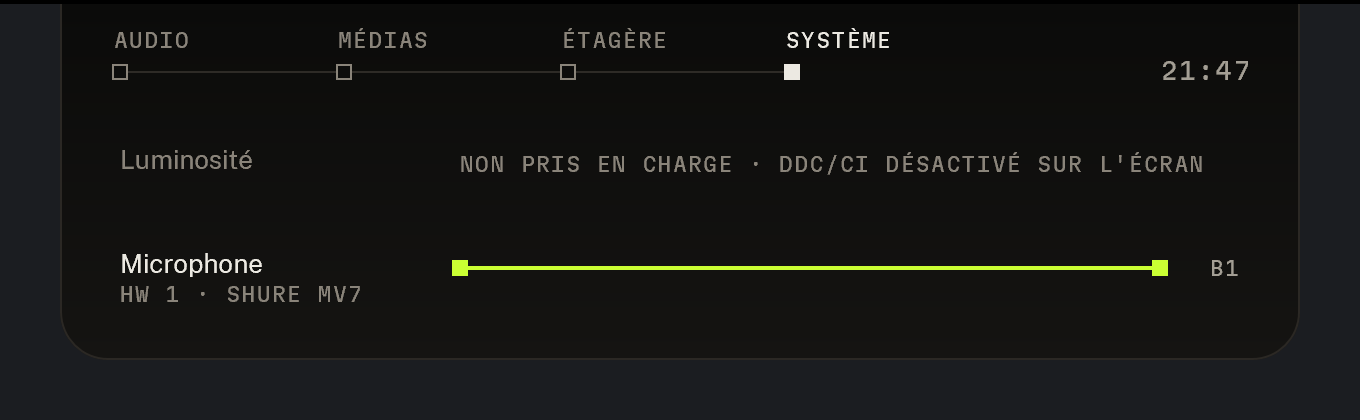 AUDIO MÉDIAS ÉTAGÈRE SYSTÈME
21:47
Luminosité NON PRIS EN CHARGE · DDC/CI DÉSACTIVÉ SUR L'ÉCRAN
Microphone B1
HW 1 · SHURE MV7